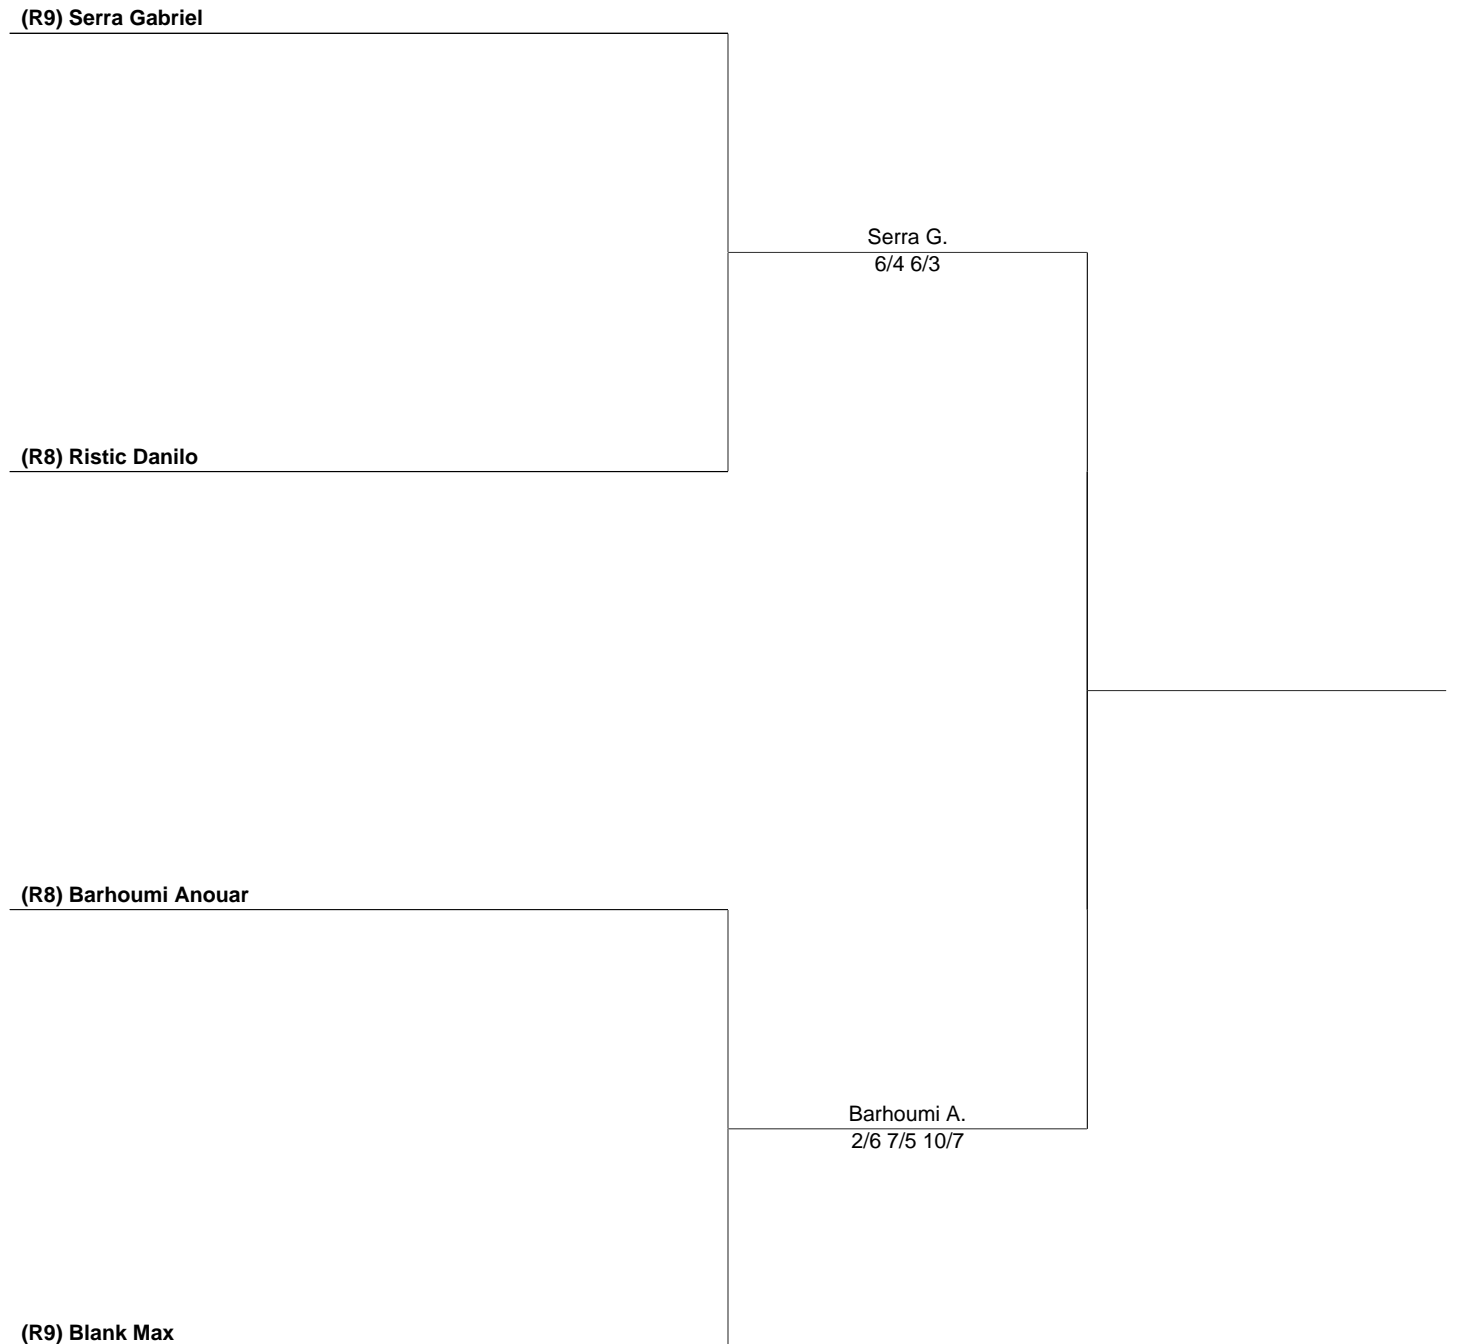 (R9) Serra Gabriel
Serra G.
6/4 6/3
(R8) Ristic Danilo
(R8) Barhoumi Anouar
Barhoumi A.
2/6 7/5 10/7
(R9) Blank Max